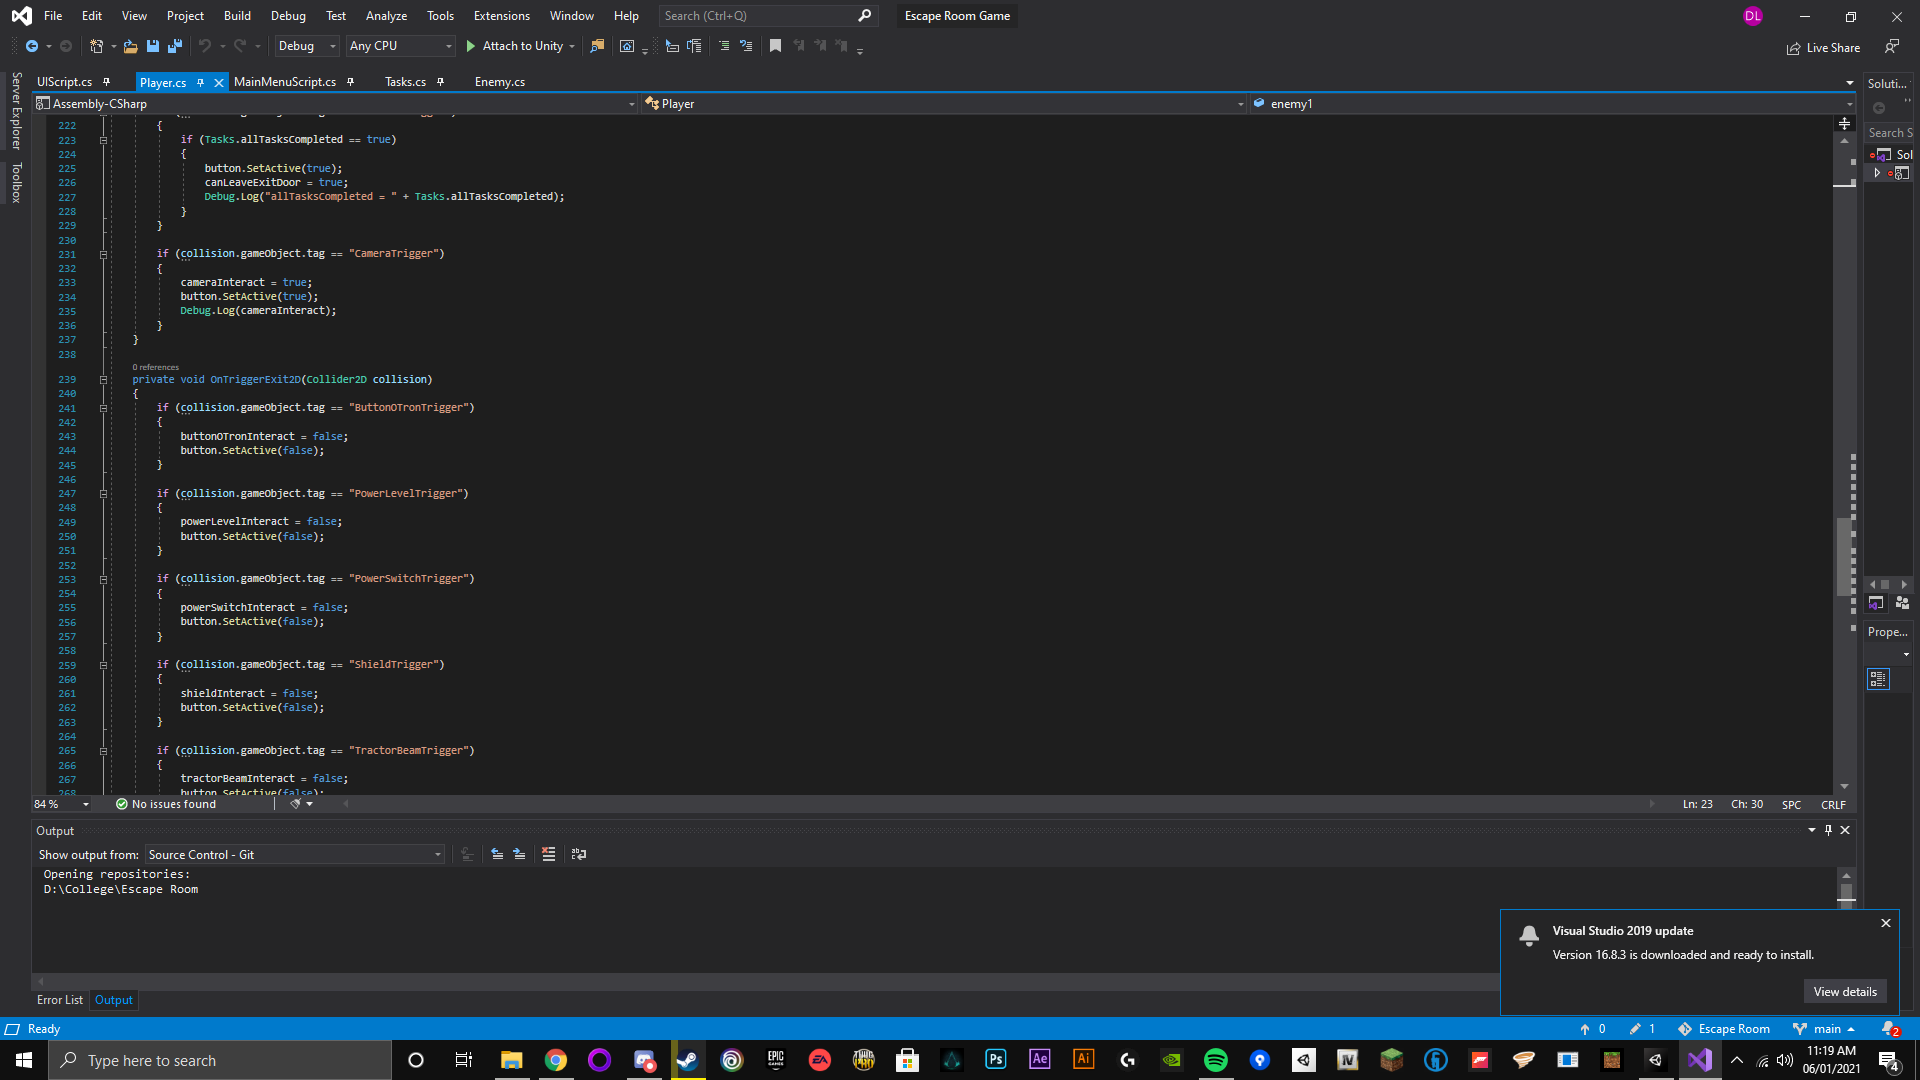 File Edit View Project Build Debug Test Analyze Tools Extensions Window Help Search (Ctrl+Q) Escape Room Game DL
Debug Any CPU Attach to Unity Live Share
UIScript.cs Player.cs MainMenuScript.cs Tasks.cs Enemy.cs
Assembly-CSharp Player enemy1
Server Explorer
Toolbox
222 {
223 if (Tasks.allTasksCompleted == true)
224 {
225 button.SetActive(true);
226 canLeaveExitDoor = true;
227 Debug.Log("allTasksCompleted = " + Tasks.allTasksCompleted);
228 }
229 }
230
231 if (collision.gameObject.tag == "CameraTrigger")
232 {
233 cameraInteract = true;
234 button.SetActive(true);
235 Debug.Log(cameraInteract);
236 }
237 }
238
0 references
239 private void OnTriggerExit2D(Collider2D collision)
240 {
241 if (collision.gameObject.tag == "ButtonOTronTrigger")
242 {
243 buttonOTronInteract = false;
244 button.SetActive(false);
245 }
246
247 if (collision.gameObject.tag == "PowerLevelTrigger")
248 {
249 powerLevelInteract = false;
250 button.SetActive(false);
251 }
252
253 if (collision.gameObject.tag == "PowerSwitchTrigger")
254 {
255 powerSwitchInteract = false;
256 button.SetActive(false);
257 }
258
259 if (collision.gameObject.tag == "ShieldTrigger")
260 {
261 shieldInteract = false;
262 button.SetActive(false);
263 }
264
265 if (collision.gameObject.tag == "TractorBeamTrigger")
266 {
267 tractorBeamInteract = false;
268 button.SetActive(false);
84 % No issues found Ln: 23 Ch: 30 SPC CRLF
Soluti...
Search S
Sol
Prope...
Output
Show output from: Source Control - Git
Opening repositories:
D:\College\Escape Room
Error List Output
Visual Studio 2019 update
Version 16.8.3 is downloaded and ready to install.
View details
Ready 0 1 Escape Room main 2
Type here to search EPIC GAMES EA Ps Ae Ai 11:19 AM
06/01/2021 4